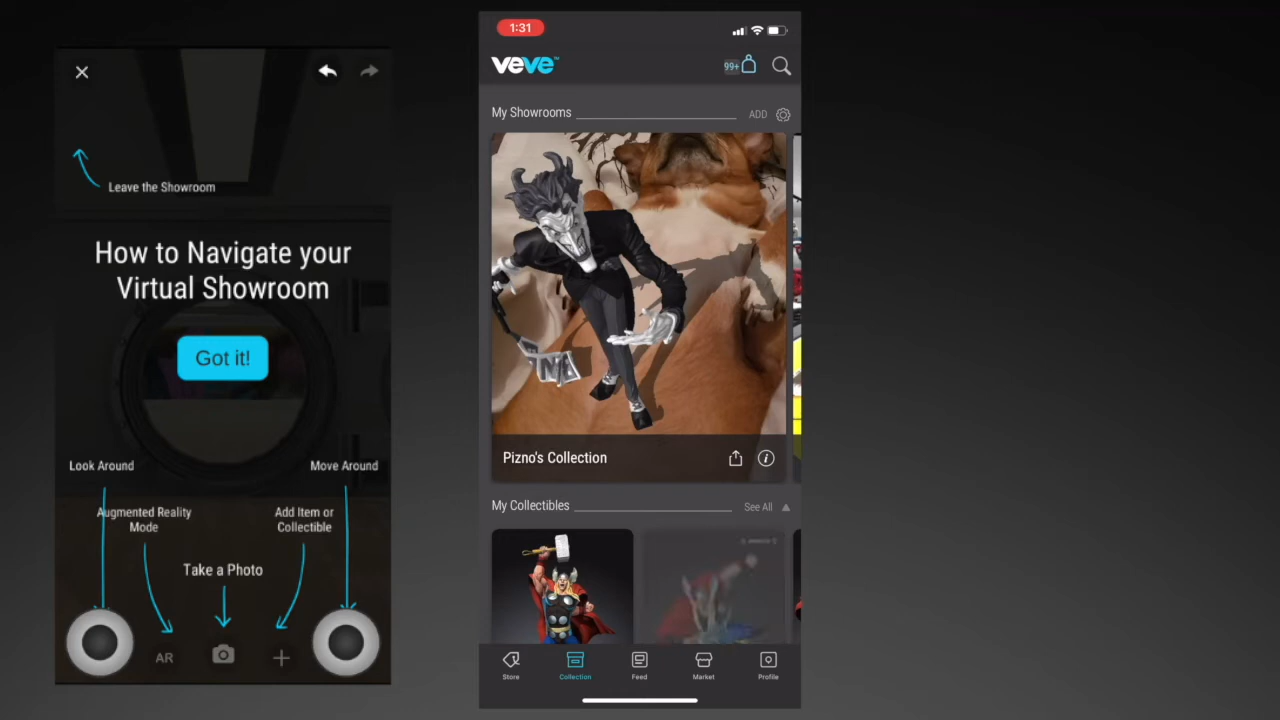 Leave the Showroom
How to Navigate your
Virtual Showroom
Got it!
Look Around
Move Around
Augmented Reality
Mode
Add Item or
Collectible
Take a Photo
AR
1:31
veve
99+
My Showrooms
ADD
Pizno's Collection
My Collectibles
See All
Store
Collection
Feed
Market
Profile